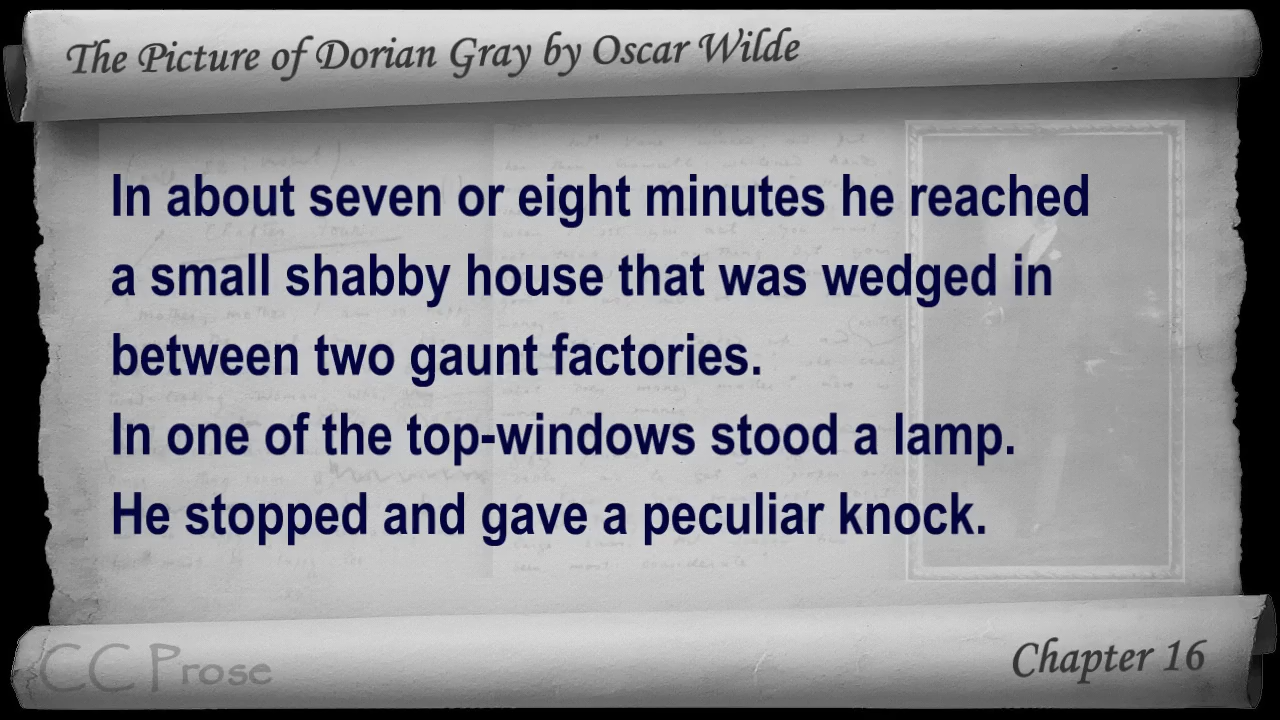 The Picture of Dorian Gray by Oscar Wilde
In about seven or eight minutes he reached
a small shabby house that was wedged in
between two gaunt factories.
In one of the top-windows stood a lamp.
He stopped and gave a peculiar knock.
CC Prose
Chapter 16